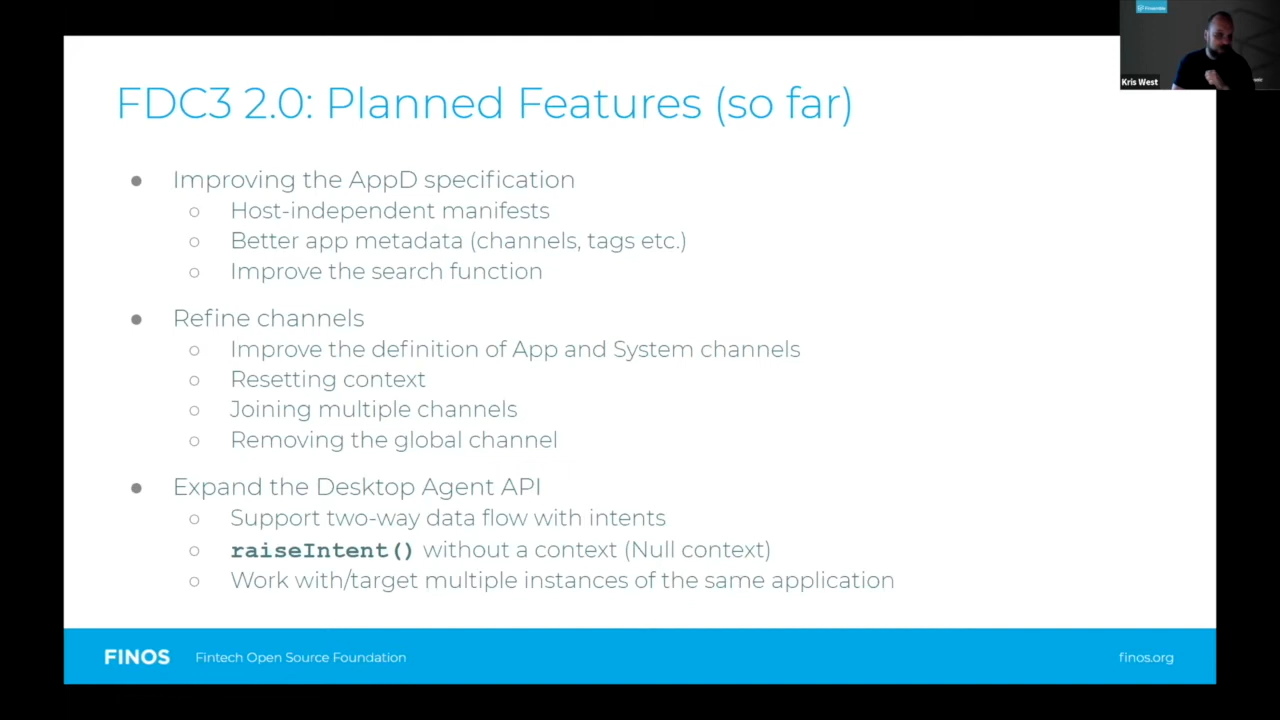 Finsemble
Kris West
FDC3 2.0: Planned Features (so far)
● Improving the AppD specification
○ Host-independent manifests
○ Better app metadata (channels, tags etc.)
○ Improve the search function
● Refine channels
○ Improve the definition of App and System channels
○ Resetting context
○ Joining multiple channels
○ Removing the global channel
● Expand the Desktop Agent API
○ Support two-way data flow with intents
○ raiseIntent() without a context (Null context)
○ Work with/target multiple instances of the same application
FINOS Fintech Open Source Foundation finos.org